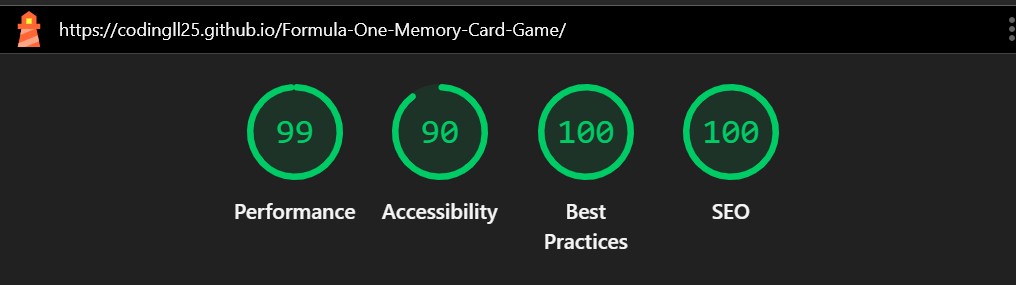 https://codingll25.github.io/Formula-One-Memory-Card-Game/
99 90 100 100
Performance Accessibility Best Practices SEO